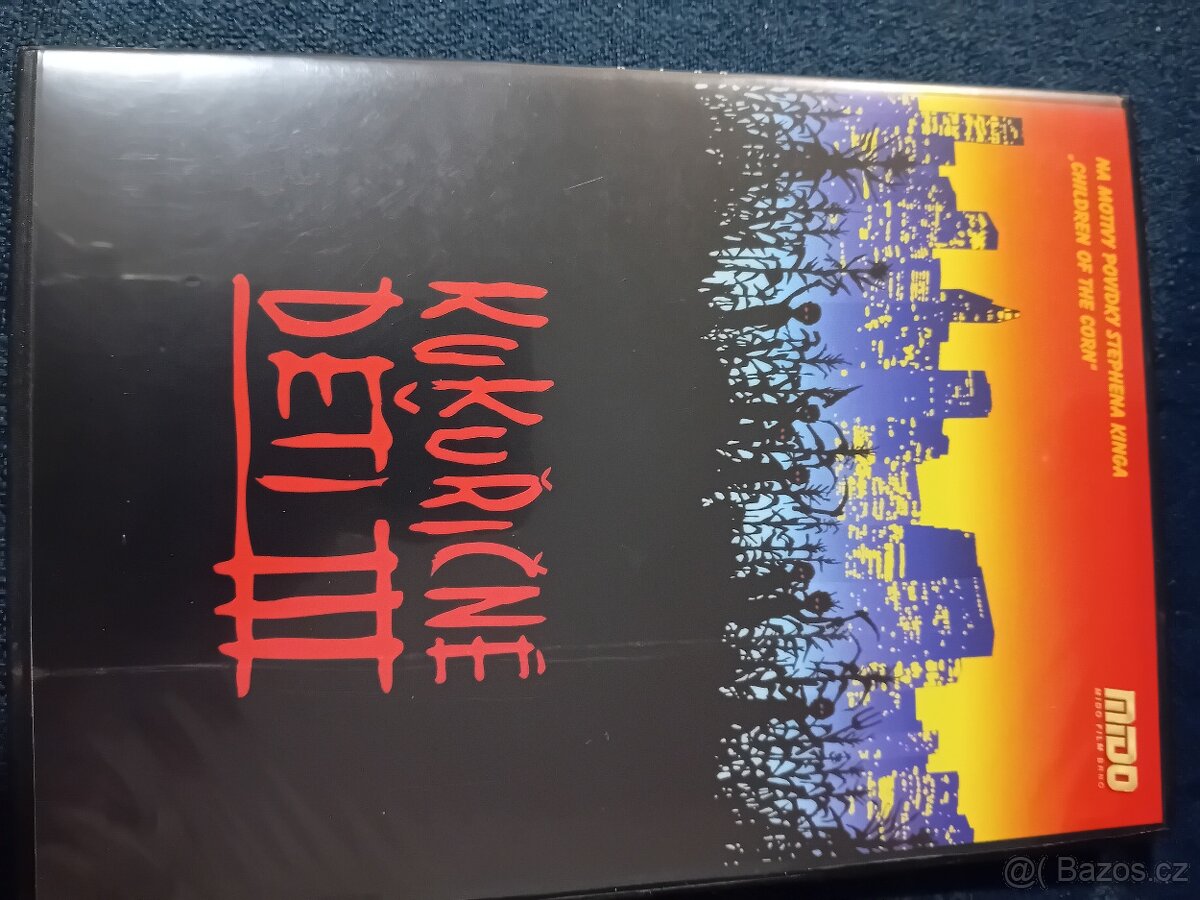 NA MOTIVY POVÍDKY STEPHENA KINGA
"CHILDREN OF THE CORN"
MIDO
MIDO FILM BRNO
KUKUŘIČNÉ
DĚTI III
@( Bazos.cz